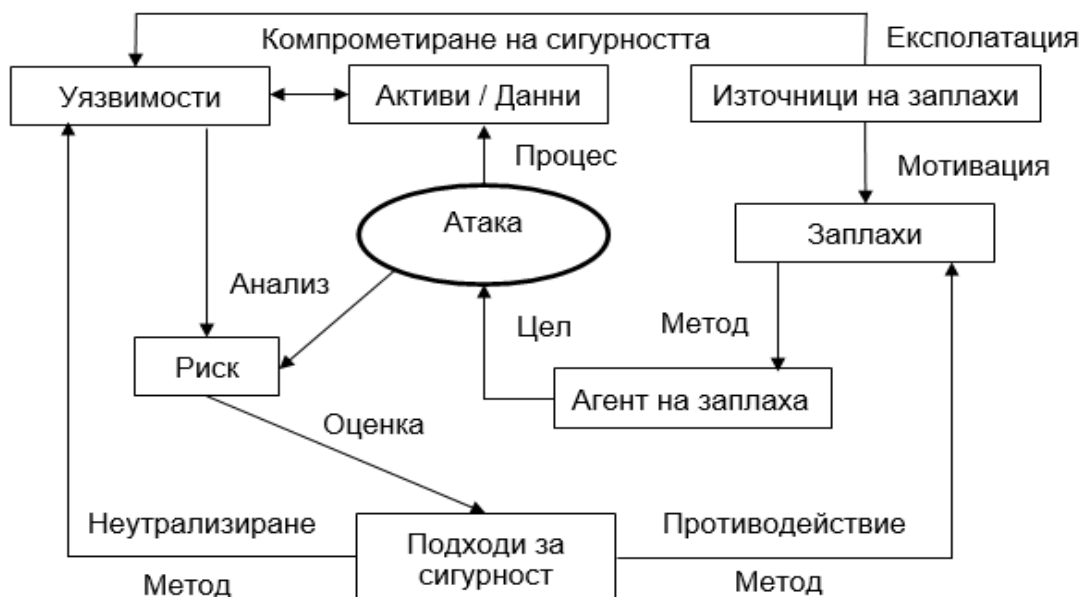 Компрометиране на сигурността
Експолатация
Уязвимости
Активи / Данни
Източници на заплахи
Процес
Мотивация
Атака
Заплахи
Анализ
Цел
Метод
Риск
Агент на заплаха
Оценка
Неутрализиране
Противодействие
Подходи за
сигурност
Метод
Метод